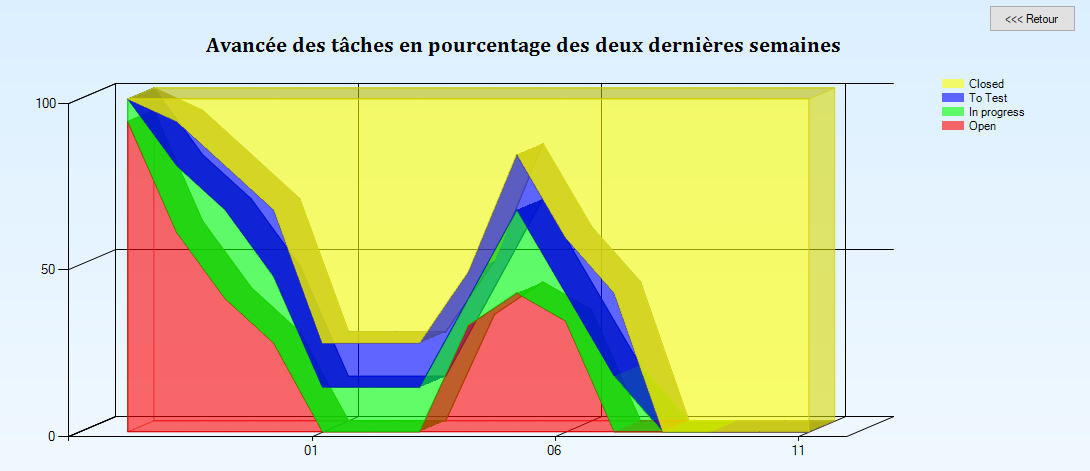 <<< Retour
Avancée des tâches en pourcentage des deux dernières semaines
Closed
To Test
In progress
Open
100
50
0
01
06
11